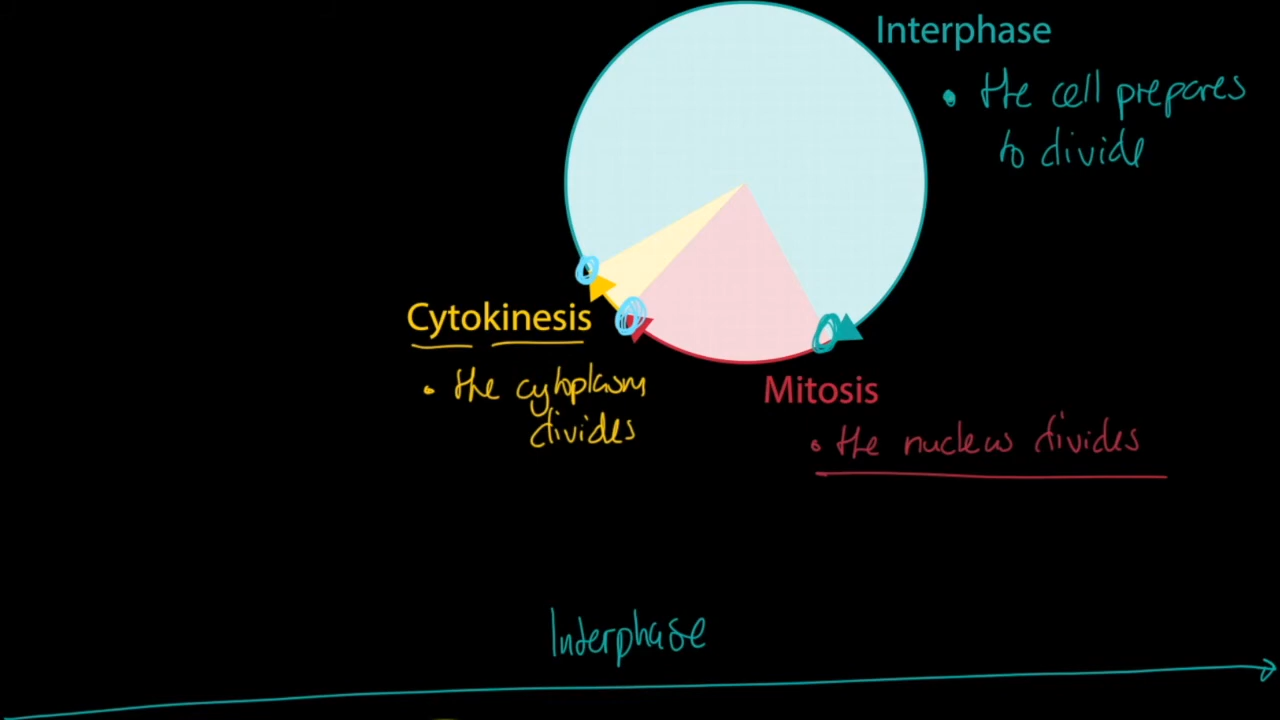 Interphase
• the cell prepares
to divide
Cytokinesis
• the cytoplasm
divides
Mitosis
• the nucleus divides
Interphase